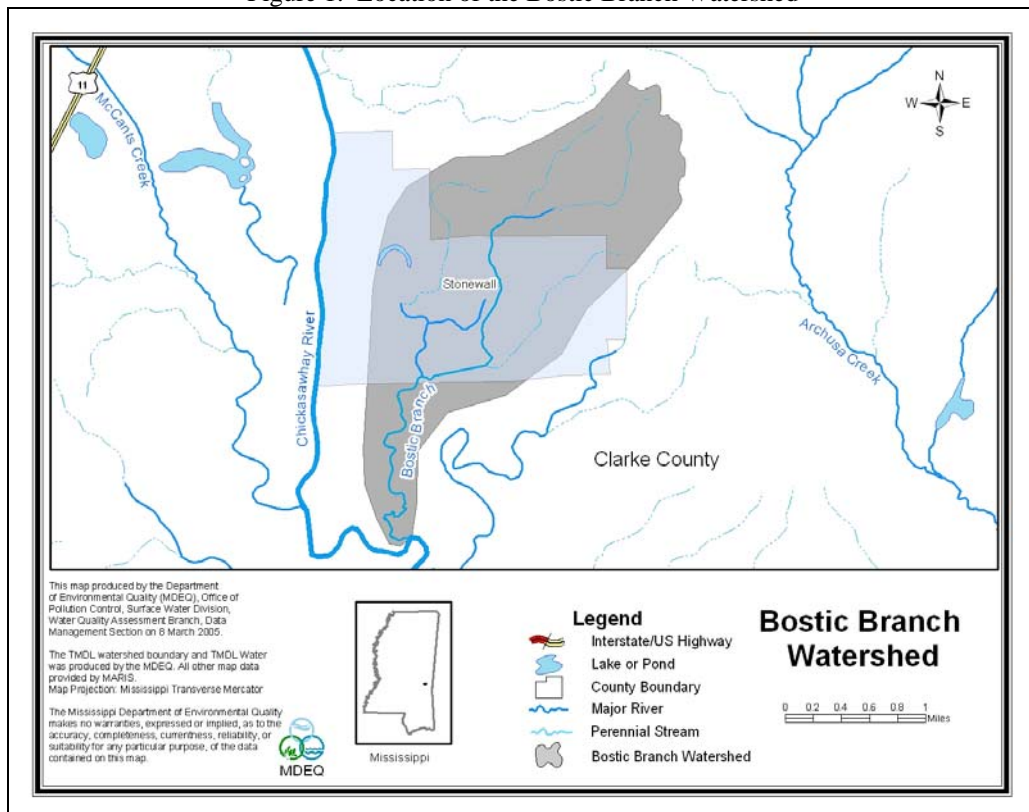 Figure 1. Location of the Bostic Branch Watershed
11
McCants Creek
N
W E
S
Stonewall
Chickasawhay River
Bostic Branch
Archusa Creek
Clarke County
This map produced by the Department
of Environmental Quality (MDEQ), Office of
Pollution Control, Surface Water Division,
Water Quality Assessment Branch, Data
Management Section on 8 March 2005.
The TMDL watershed boundary and TMDL Water
was produced by the MDEQ. All other map data
provided by MARIS.
Map Projection: Mississippi Transverse Mercator
The Mississippi Department of Environmental Quality
makes no warranties, expressed or implied, as to the
accuracy, completeness, currentness, reliability, or
suitability for any particular purpose, of the data
contained on this map.
MDEQ
Mississippi
Legend
Interstate/US Highway
Lake or Pond
County Boundary
Major River
Perennial Stream
Bostic Branch Watershed
Bostic Branch
Watershed
0 0.2 0.4 0.6 0.8 1
Miles